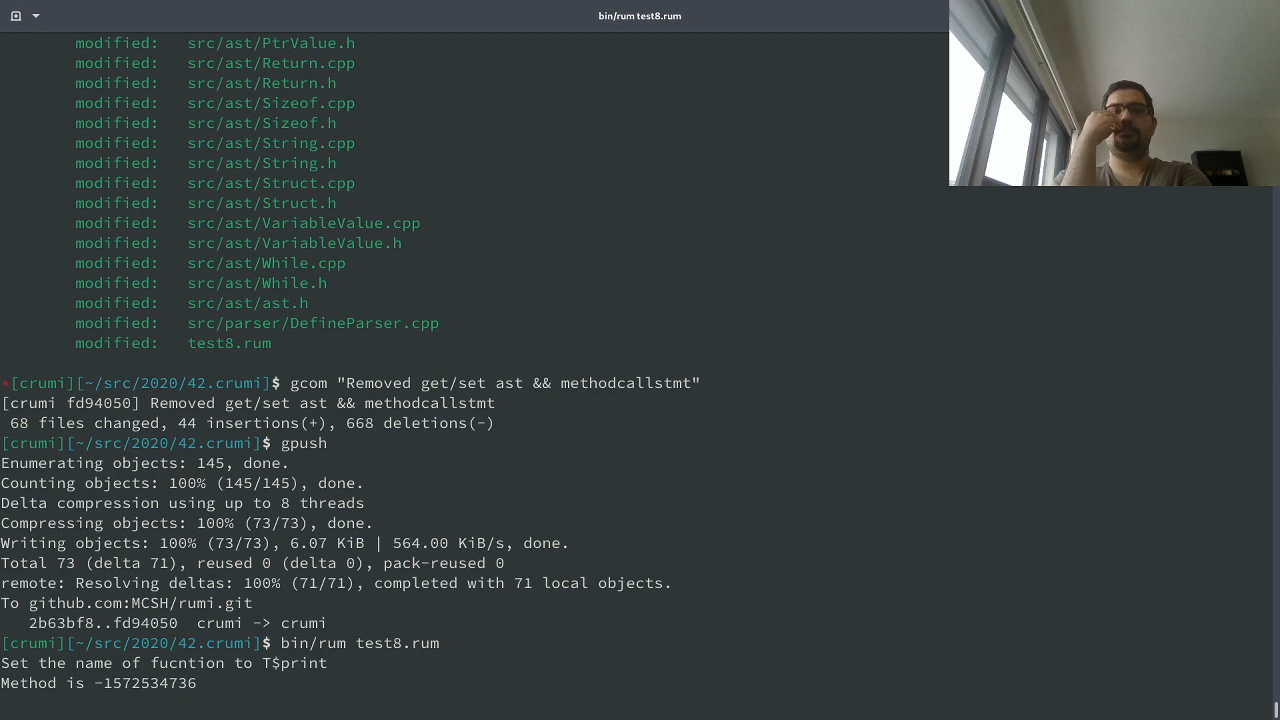 bin/rum test8.rum
modified: src/ast/PtrValue.h
modified: src/ast/Return.cpp
modified: src/ast/Return.h
modified: src/ast/Sizeof.cpp
modified: src/ast/Sizeof.h
modified: src/ast/String.cpp
modified: src/ast/String.h
modified: src/ast/Struct.cpp
modified: src/ast/Struct.h
modified: src/ast/VariableValue.cpp
modified: src/ast/VariableValue.h
modified: src/ast/While.cpp
modified: src/ast/While.h
modified: src/ast/ast.h
modified: src/parser/DefineParser.cpp
modified: test8.rum
*[crumi][~/src/2020/42.crumi]$ gcom "Removed get/set ast && methodcallstmt"
[crumi fd94050] Removed get/set ast && methodcallstmt
68 files changed, 44 insertions(+), 668 deletions(-)
[crumi][~/src/2020/42.crumi]$ gpush
Enumerating objects: 145, done.
Counting objects: 100% (145/145), done.
Delta compression using up to 8 threads
Compressing objects: 100% (73/73), done.
Writing objects: 100% (73/73), 6.07 KiB | 564.00 KiB/s, done.
Total 73 (delta 71), reused 0 (delta 0), pack-reused 0
remote: Resolving deltas: 100% (71/71), completed with 71 local objects.
To github.com:MCSH/rumi.git
2b63bf8..fd94050 crumi -> crumi
[crumi][~/src/2020/42.crumi]$ bin/rum test8.rum
Set the name of fucntion to T$print
Method is -1572534736